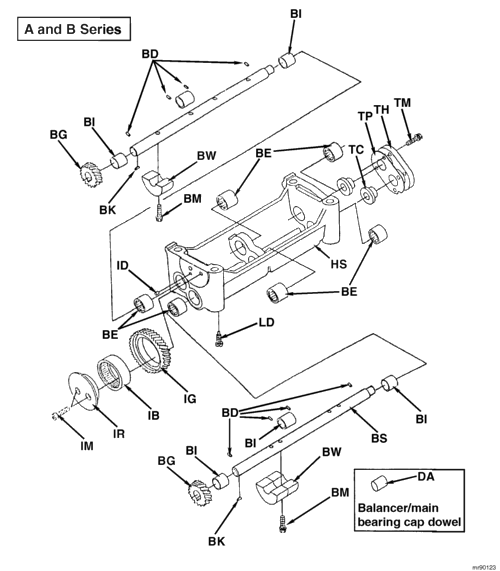 A and B Series
BI
BD
TM
TH
TP
BI
BG
TC
BE
BW
BK
BM
ID
HS
BE
BE
LD
IG
IB
IR
IM
BD
BI
BI
BS
BI
BW
BG
BM
BK
DA
Balancer/main
bearing cap dowel
mr90123